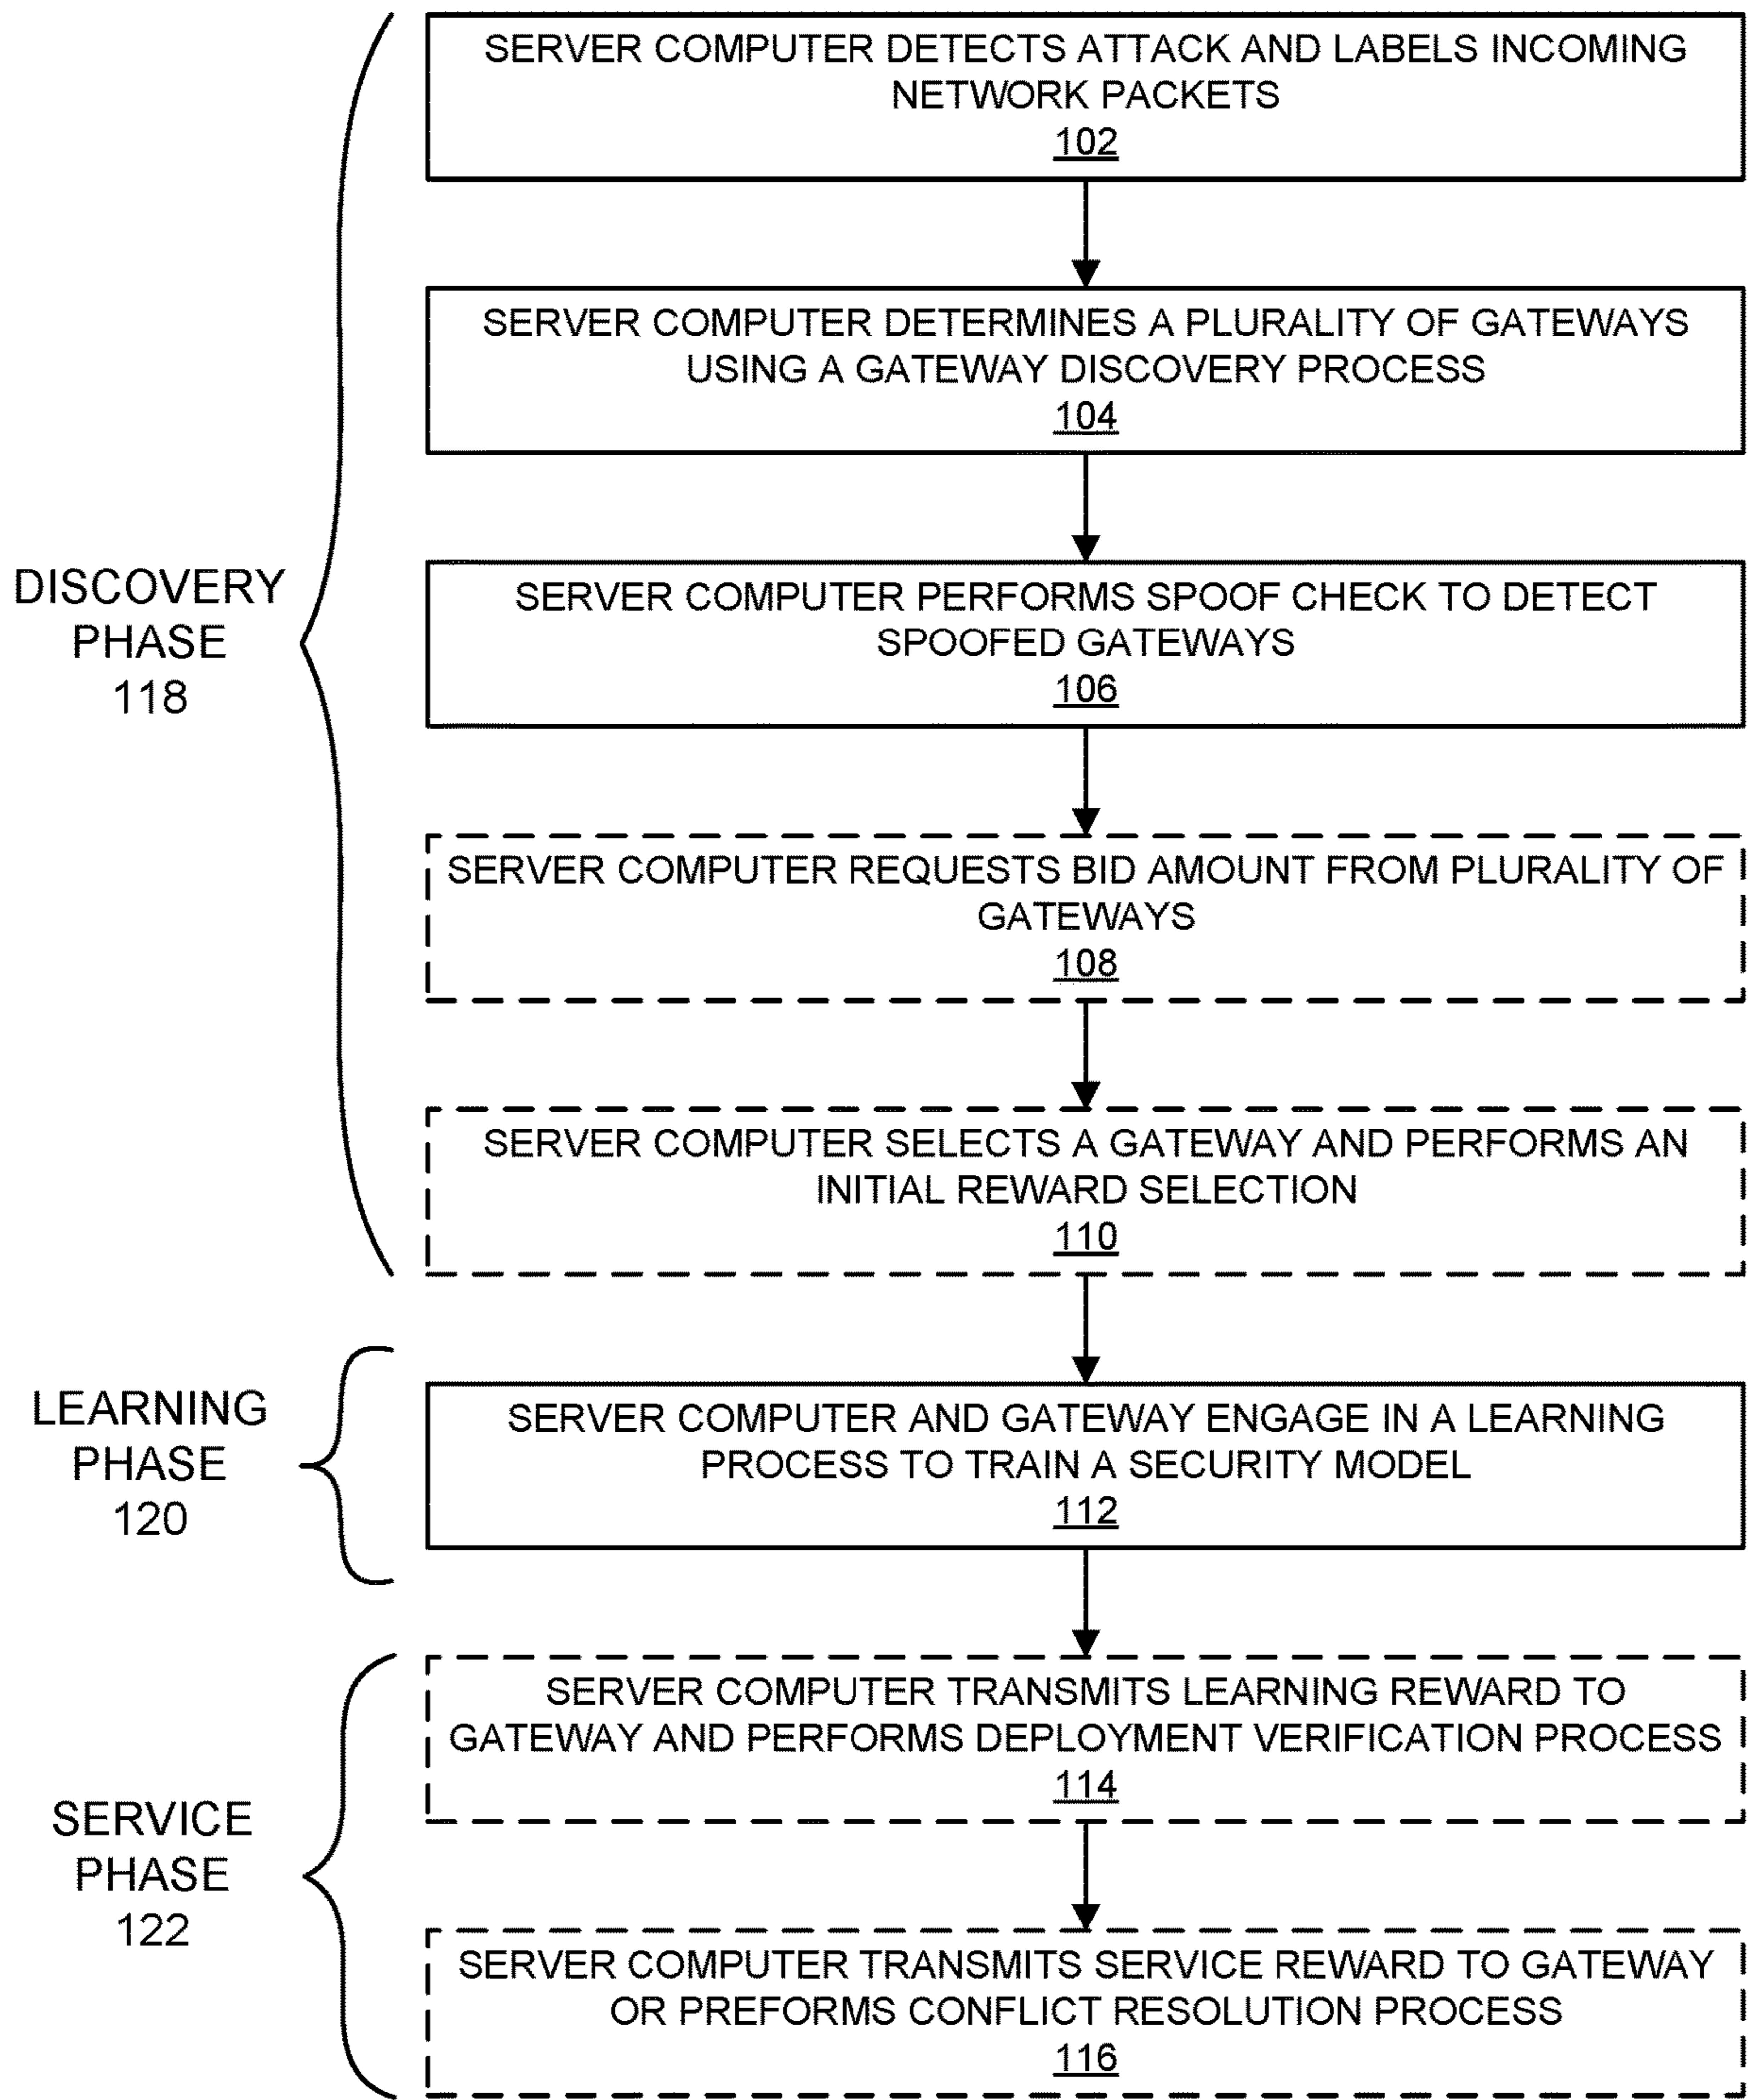 SERVER COMPUTER DETECTS ATTACK AND LABELS INCOMING
NETWORK PACKETS
102
SERVER COMPUTER DETERMINES A PLURALITY OF GATEWAYS
USING A GATEWAY DISCOVERY PROCESS
104
DISCOVERY
PHASE
118
SERVER COMPUTER PERFORMS SPOOF CHECK TO DETECT
SPOOFED GATEWAYS
106
SERVER COMPUTER REQUESTS BID AMOUNT FROM PLURALITY OF
GATEWAYS
108
SERVER COMPUTER SELECTS A GATEWAY AND PERFORMS AN
INITIAL REWARD SELECTION
110
LEARNING
PHASE
120
SERVER COMPUTER AND GATEWAY ENGAGE IN A LEARNING
PROCESS TO TRAIN A SECURITY MODEL
112
SERVICE
PHASE
122
SERVER COMPUTER TRANSMITS LEARNING REWARD TO
GATEWAY AND PERFORMS DEPLOYMENT VERIFICATION PROCESS
114
SERVER COMPUTER TRANSMITS SERVICE REWARD TO GATEWAY
OR PREFORMS CONFLICT RESOLUTION PROCESS
116